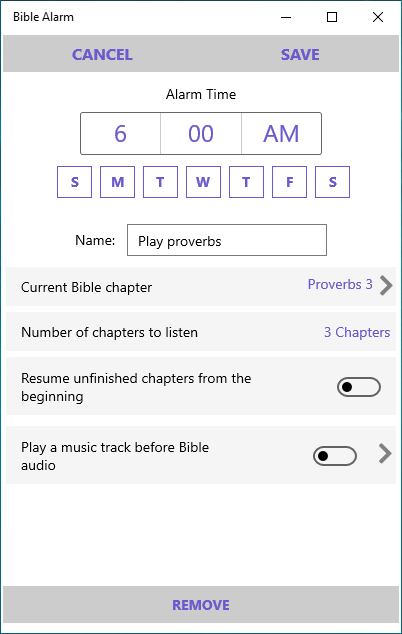 Bible Alarm
CANCEL SAVE
Alarm Time
6 00 AM
S M T W T F S
Name: Play proverbs
Current Bible chapter Proverbs 3
Number of chapters to listen 3 Chapters
Resume unfinished chapters from the
beginning
Play a music track before Bible
audio
REMOVE